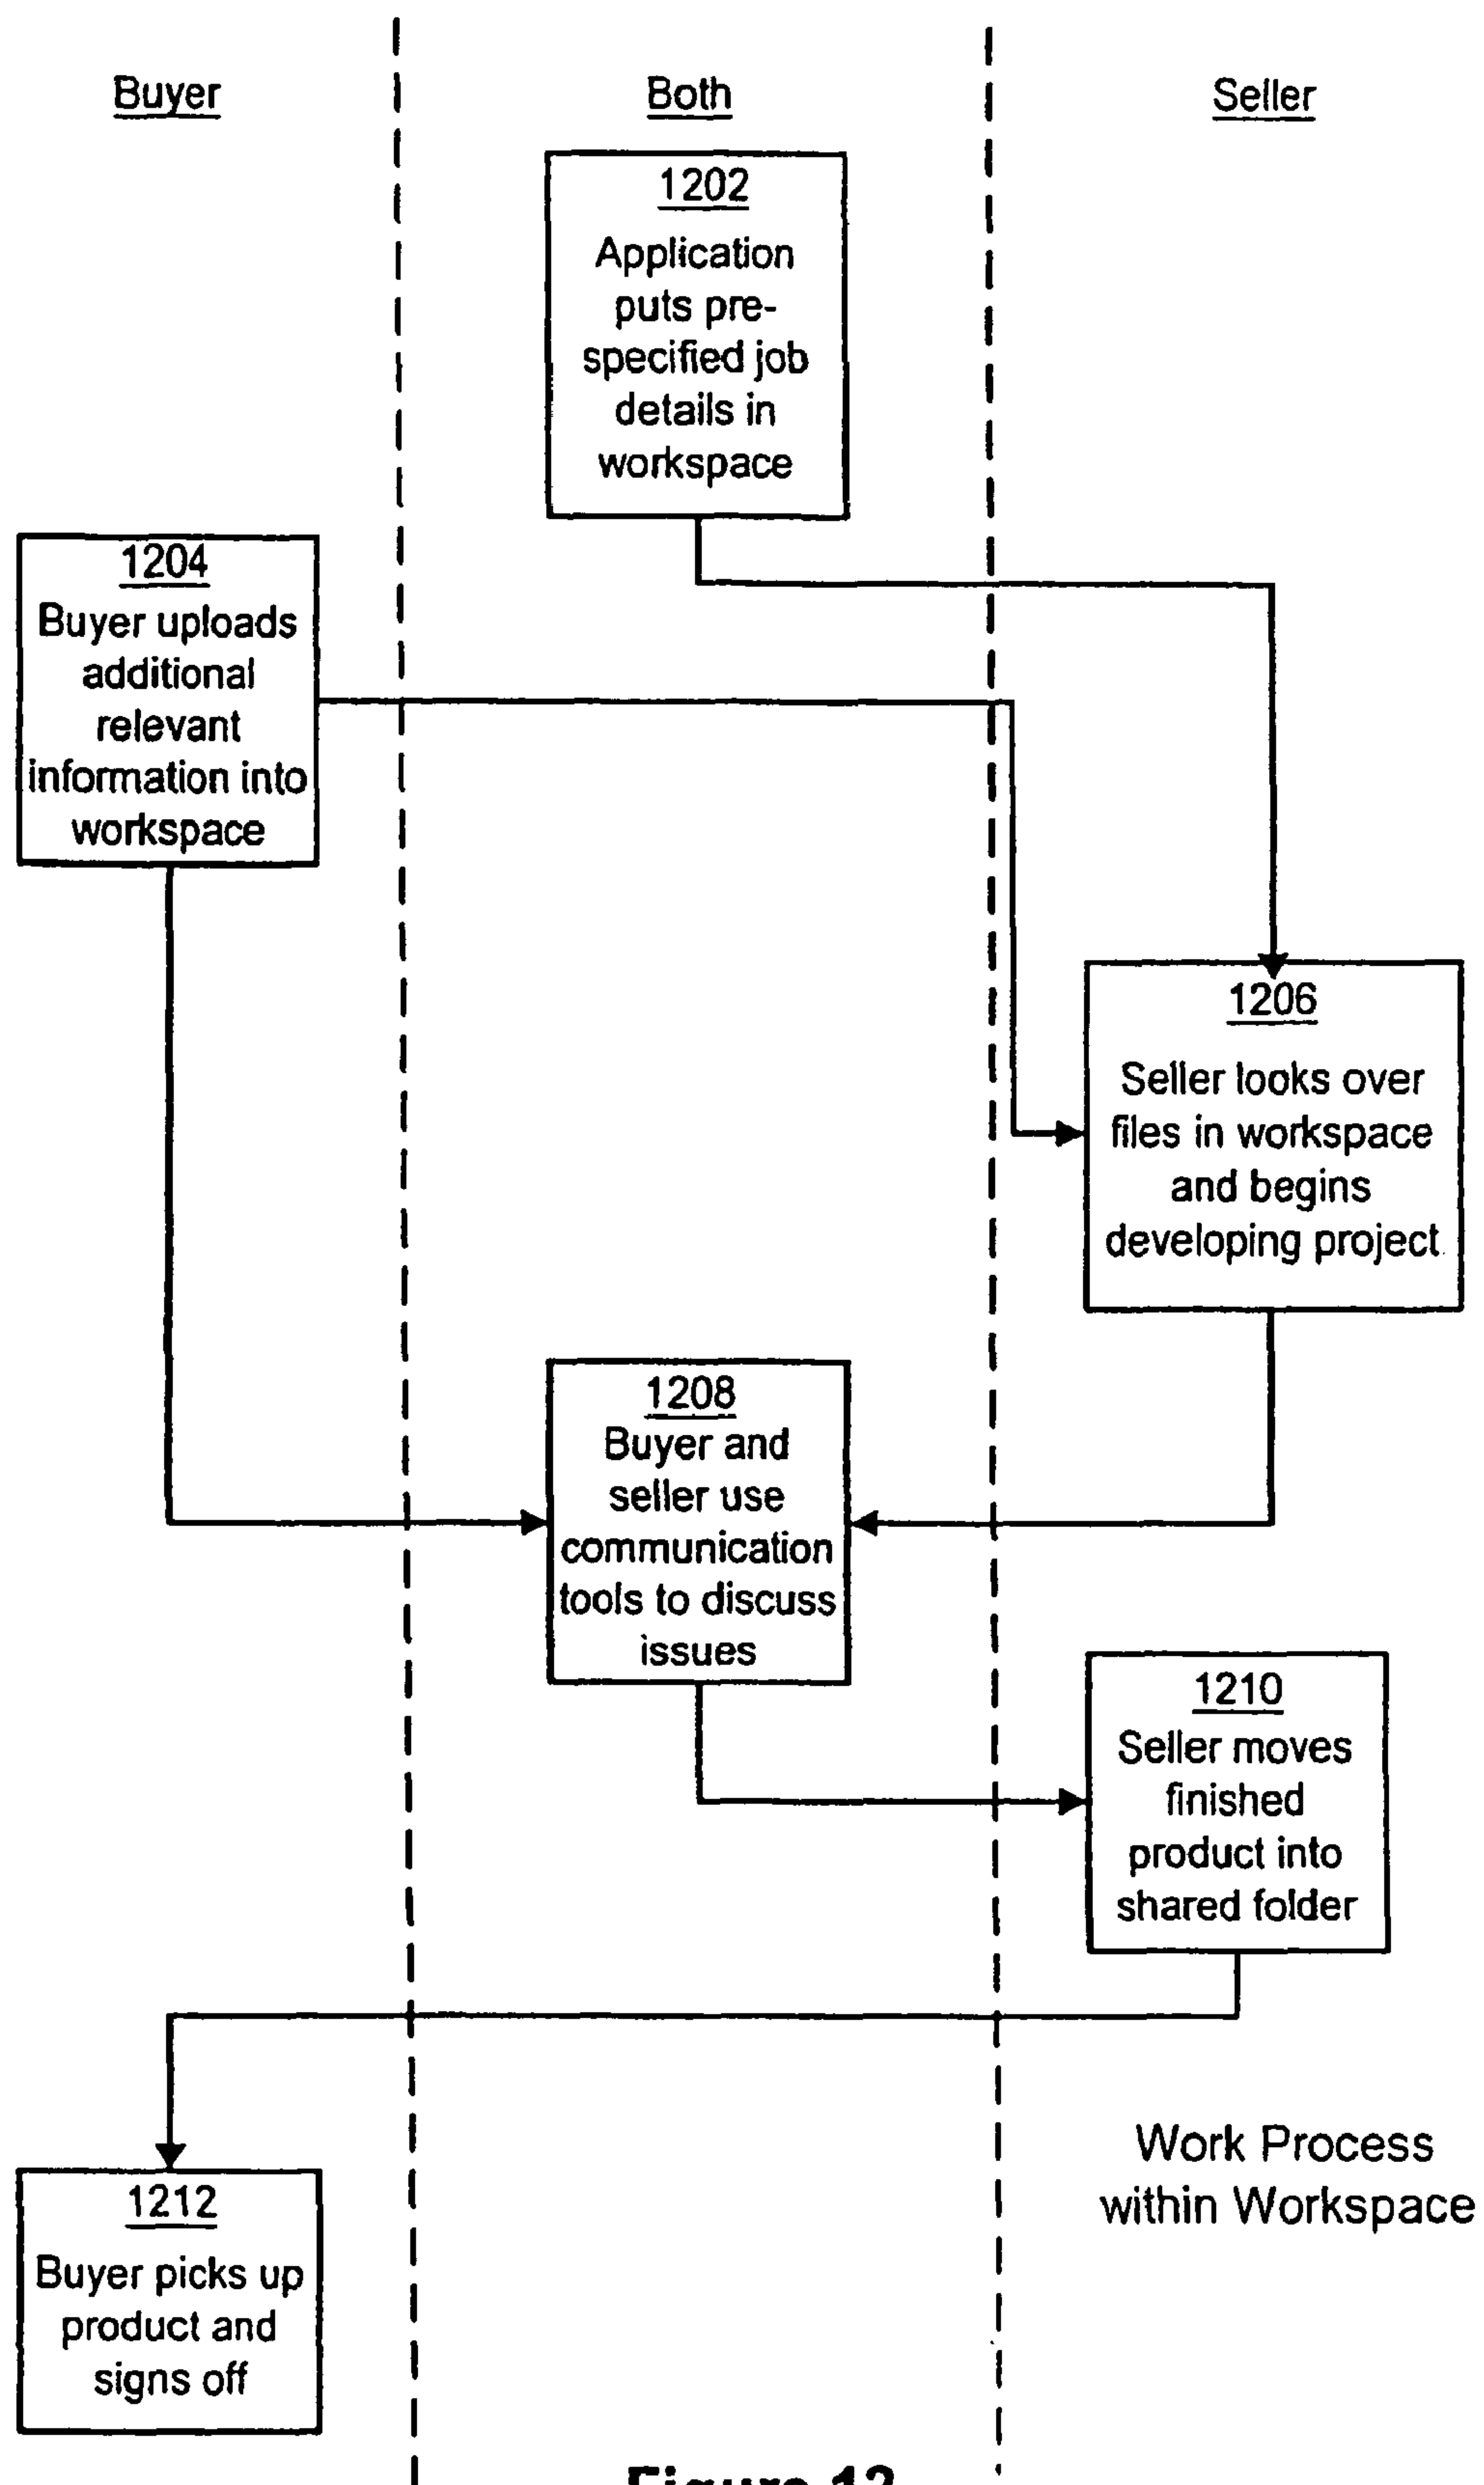 Buyer
Both
Seller
1202
Application
puts pre-
specified job
details in
workspace
1204
Buyer uploads
additional
relevant
information into
workspace
1206
Seller looks over
files in workspace
and begins
developing project
1208
Buyer and
seller use
communication
tools to discuss
issues
1210
Seller moves
finished
product into
shared folder
1212
Buyer picks up
product and
signs off
Work Process
within Workspace
Figure 12